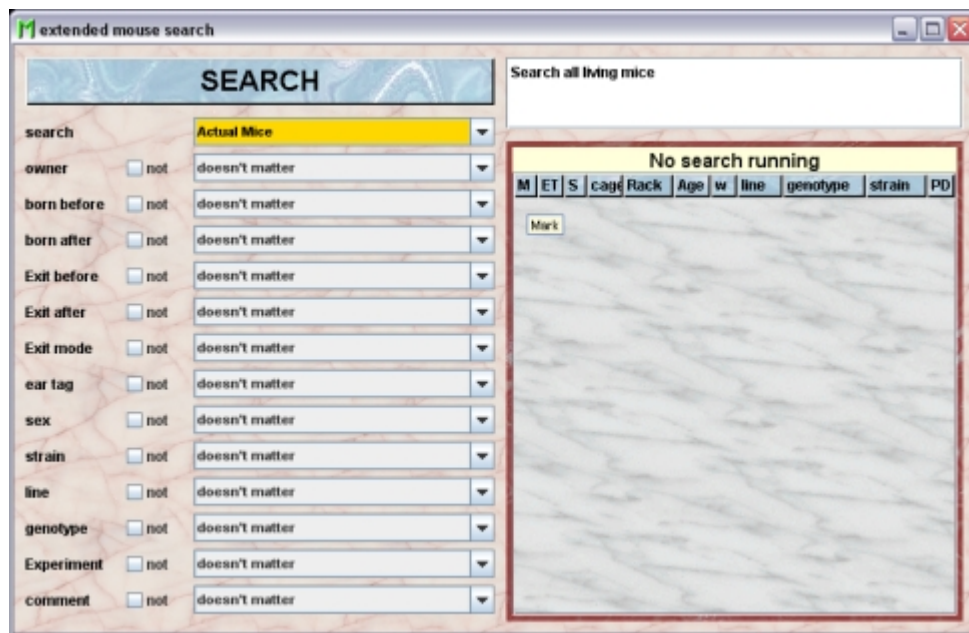 extended mouse search
SEARCH
search Actual Mice
owner not doesn't matter
born before not doesn't matter
born after not doesn't matter
Exit before not doesn't matter
Exit after not doesn't matter
Exit mode not doesn't matter
ear tag not doesn't matter
sex not doesn't matter
strain not doesn't matter
line not doesn't matter
genotype not doesn't matter
Experiment not doesn't matter
comment not doesn't matter
Search all living mice
No search running
M ET S cage Rack Age w line genotype strain PD
Mark